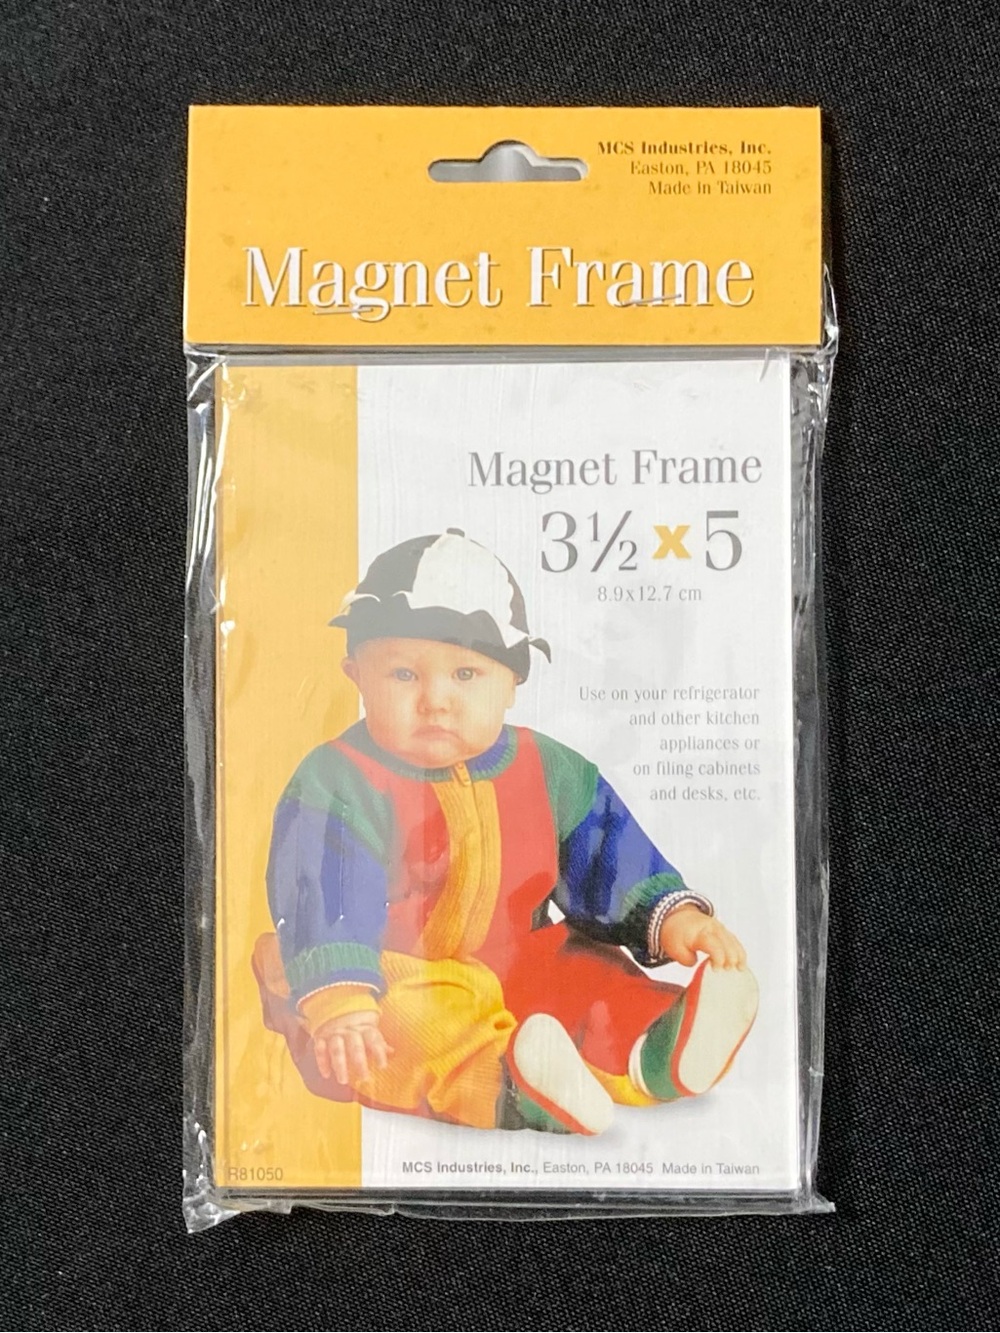 MCS Industries, Inc.
Easton, PA 18045
Made in Taiwan
Magnet Frame
Magnet Frame
3½ x 5
8.9x12.7 cm
Use on your refrigerator
and other kitchen
appliances or
on filing cabinets
and desks, etc.
R81050
MCS Industries, Inc., Easton, PA 18045 Made in Taiwan